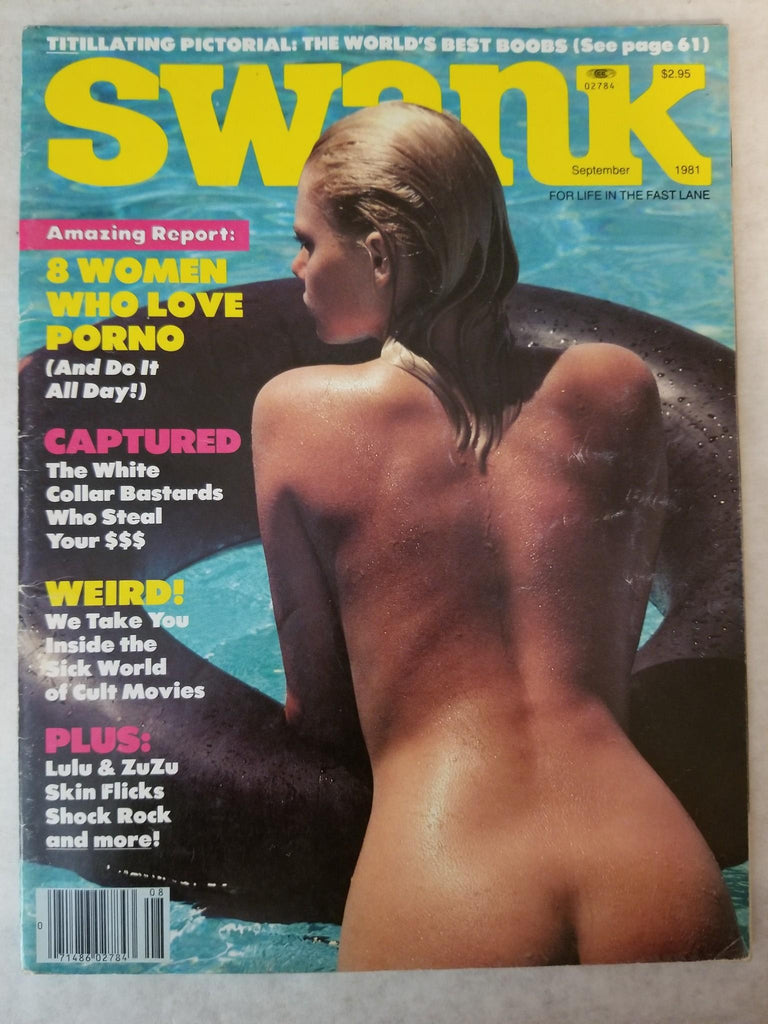 TITILLATING PICTORIAL: THE WORLD'S BEST BOOBS (See page 61)
swank
02784
$2.95
September 1981
FOR LIFE IN THE FAST LANE
Amazing Report:
8 WOMEN
WHO LOVE
PORNO
(And Do It
All Day!)
CAPTURED
The White
Collar Bastards
Who Steal
Your $$$
WEIRD!
We Take You
Inside the
Sick World
of Cult Movies
PLUS:
Lulu & ZuZu
Skin Flicks
Shock Rock
and more!
08
0 71486 02784